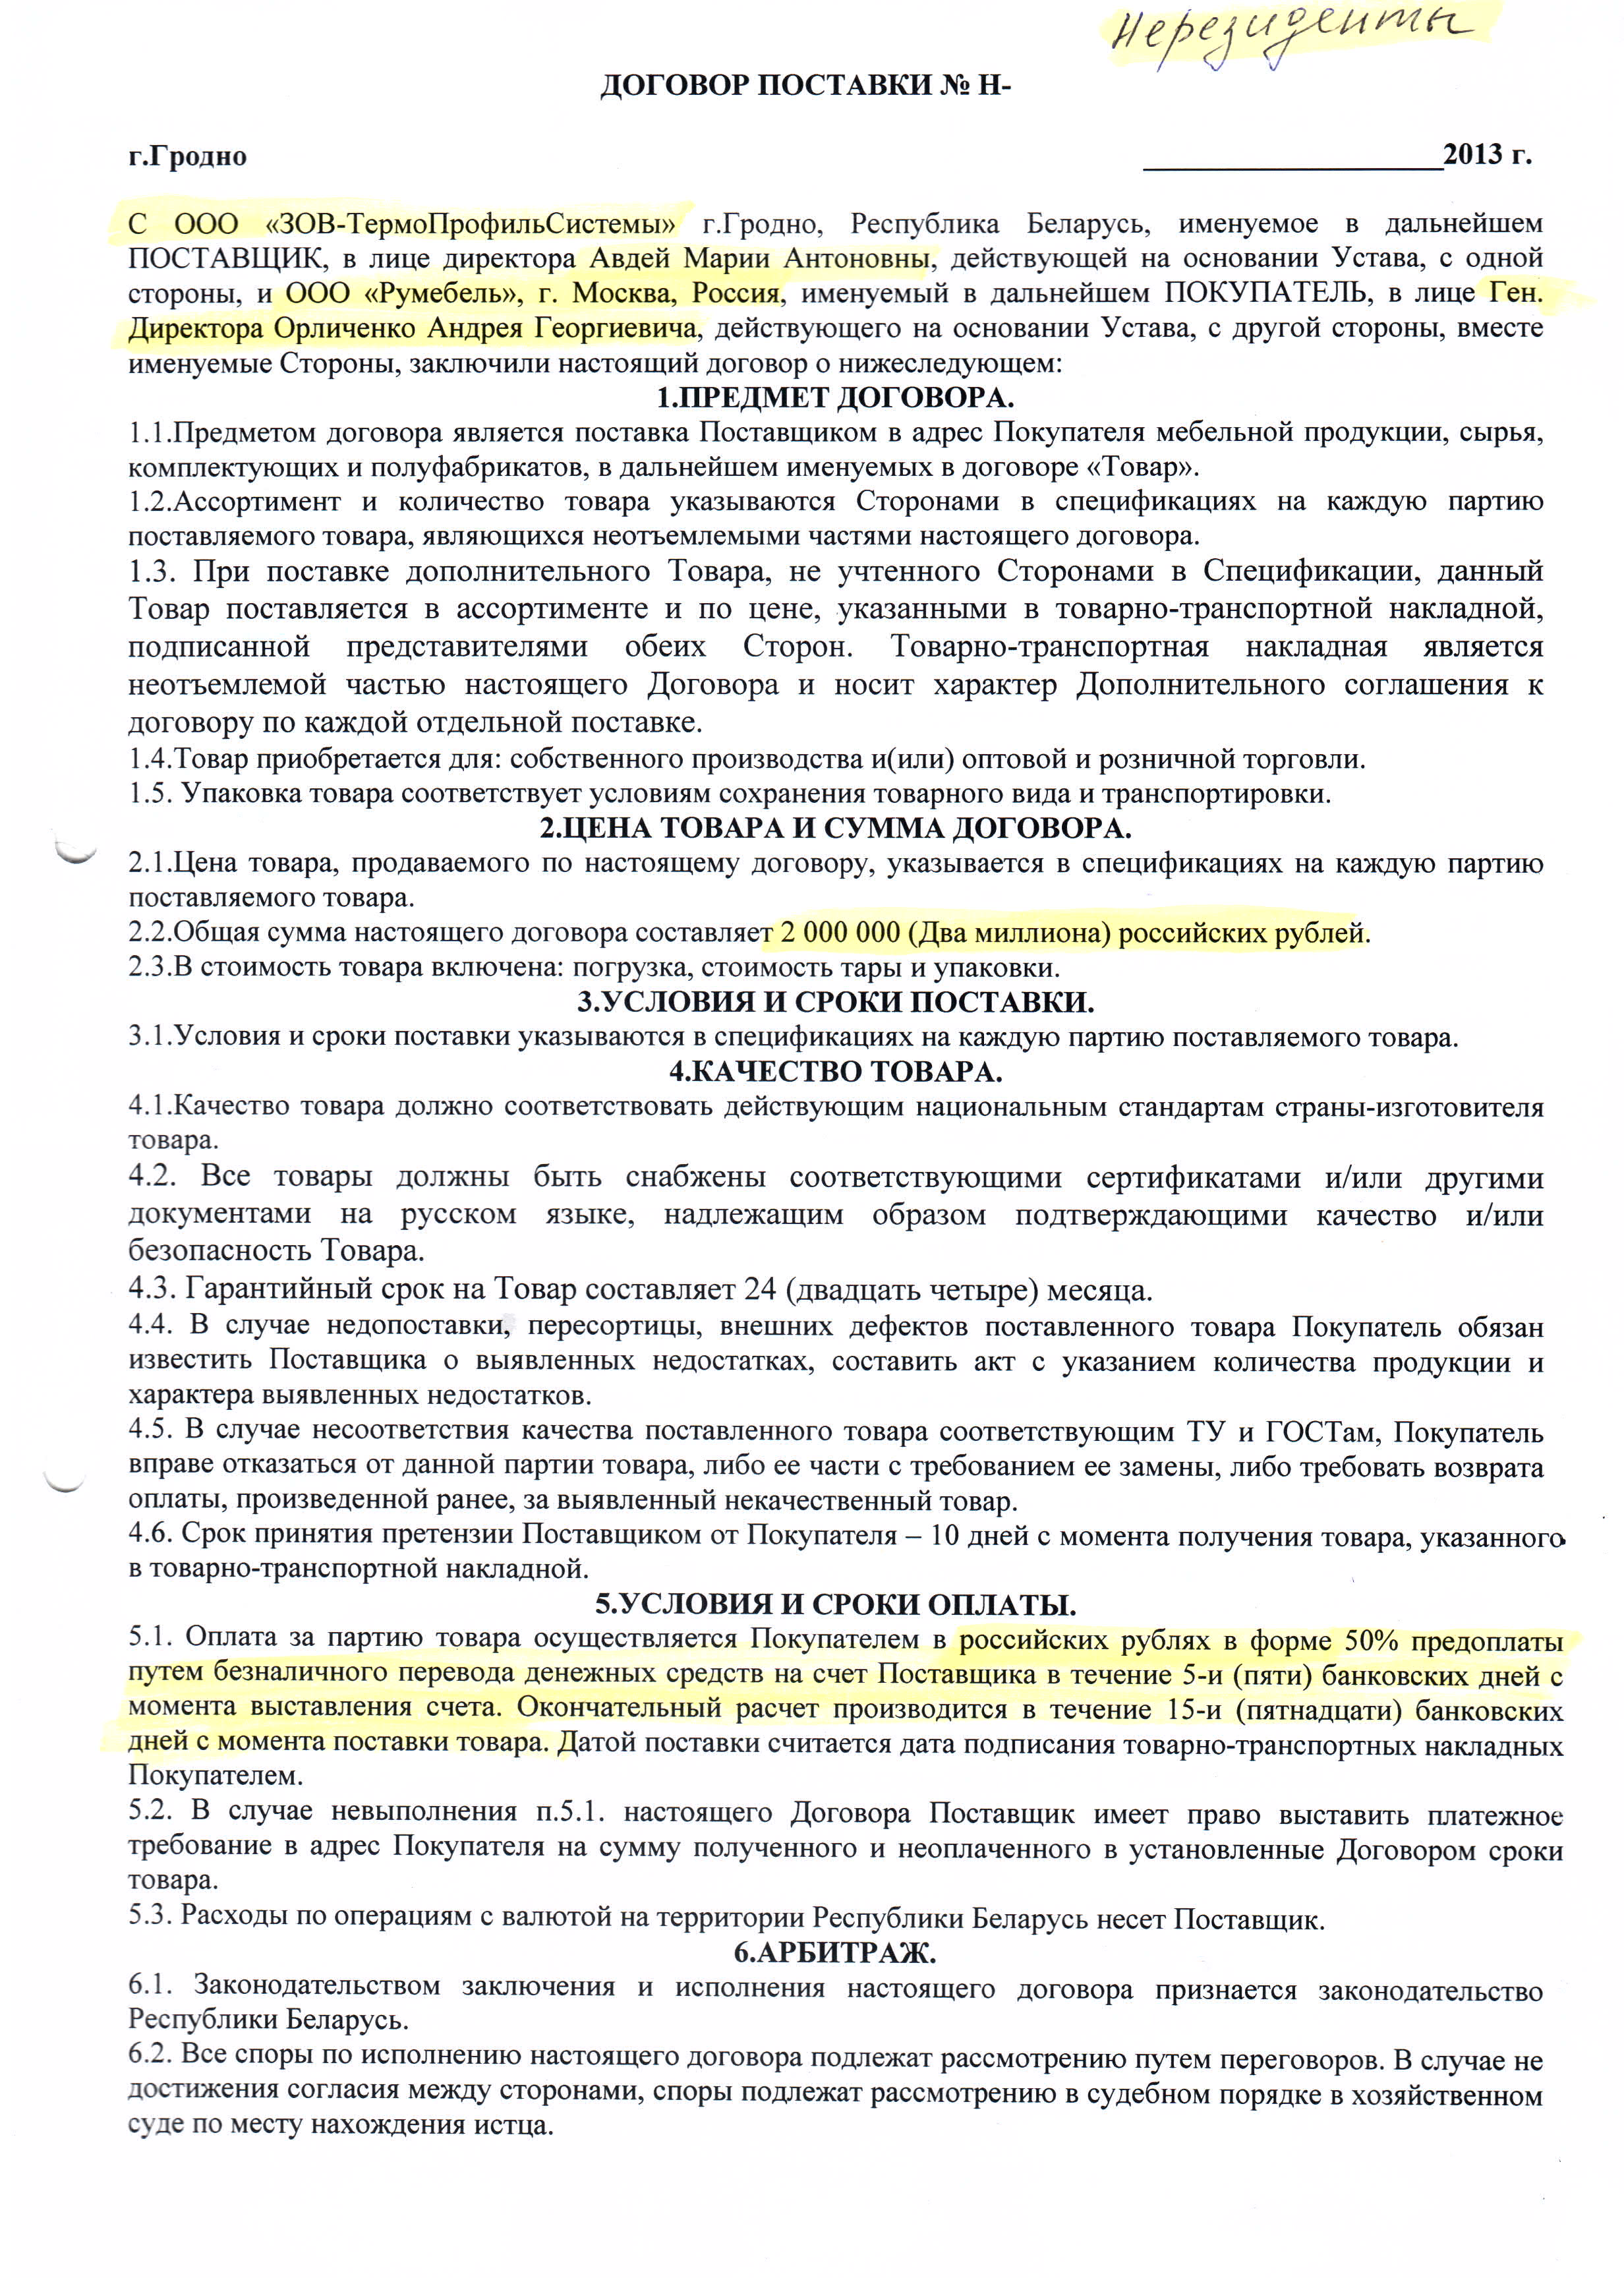 Нерезиденты
ДОГОВОР ПОСТАВКИ № Н-
г.Гродно ____________________2013 г.
С ООО «ЗОВ-ТермоПрофильСистемы» г.Гродно, Республика Беларусь, именуемое в дальнейшем
ПОСТАВЩИК, в лице директора Авдей Марии Антоновны, действующей на основании Устава, с одной
стороны, и ООО «Румебель», г. Москва, Россия, именуемый в дальнейшем ПОКУПАТЕЛЬ, в лице Ген.
Директора Орличенко Андрея Георгиевича, действующего на основании Устава, с другой стороны, вместе
именуемые Стороны, заключили настоящий договор о нижеследующем:
1.ПРЕДМЕТ ДОГОВОРА.
1.1.Предметом договора является поставка Поставщиком в адрес Покупателя мебельной продукции, сырья,
комплектующих и полуфабрикатов, в дальнейшем именуемых в договоре «Товар».
1.2.Ассортимент и количество товара указываются Сторонами в спецификациях на каждую партию
поставляемого товара, являющихся неотъемлемыми частями настоящего договора.
1.3. При поставке дополнительного Товара, не учтенного Сторонами в Спецификации, данный
Товар поставляется в ассортименте и по цене, указанными в товарно-транспортной накладной,
подписанной представителями обеих Сторон. Товарно-транспортная накладная является
неотъемлемой частью настоящего Договора и носит характер Дополнительного соглашения к
договору по каждой отдельной поставке.
1.4.Товар приобретается для: собственного производства и(или) оптовой и розничной торговли.
1.5. Упаковка товара соответствует условиям сохранения товарного вида и транспортировки.
2.ЦЕНА ТОВАРА И СУММА ДОГОВОРА.
2.1.Цена товара, продаваемого по настоящему договору, указывается в спецификациях на каждую партию
поставляемого товара.
2.2.Общая сумма настоящего договора составляет 2 000 000 (Два миллиона) российских рублей.
2.3.В стоимость товара включена: погрузка, стоимость тары и упаковки.
3.УСЛОВИЯ И СРОКИ ПОСТАВКИ.
3.1.Условия и сроки поставки указываются в спецификациях на каждую партию поставляемого товара.
4.КАЧЕСТВО ТОВАРА.
4.1.Качество товара должно соответствовать действующим национальным стандартам страны-изготовителя
товара.
4.2. Все товары должны быть снабжены соответствующими сертификатами и/или другими
документами на русском языке, надлежащим образом подтверждающими качество и/или
безопасность Товара.
4.3. Гарантийный срок на Товар составляет 24 (двадцать четыре) месяца.
4.4. В случае недопоставки, пересортицы, внешних дефектов поставленного товара Покупатель обязан
известить Поставщика о выявленных недостатках, составить акт с указанием количества продукции и
характера выявленных недостатков.
4.5. В случае несоответствия качества поставленного товара соответствующим ТУ и ГОСТам, Покупатель
вправе отказаться от данной партии товара, либо ее части с требованием ее замены, либо требовать возврата
оплаты, произведенной ранее, за выявленный некачественный товар.
4.6. Срок принятия претензии Поставщиком от Покупателя – 10 дней с момента получения товара, указанного
в товарно-транспортной накладной.
5.УСЛОВИЯ И СРОКИ ОПЛАТЫ.
5.1. Оплата за партию товара осуществляется Покупателем в российских рублях в форме 50% предоплаты
путем безналичного перевода денежных средств на счет Поставщика в течение 5-и (пяти) банковских дней с
момента выставления счета. Окончательный расчет производится в течение 15-и (пятнадцати) банковских
дней с момента поставки товара. Датой поставки считается дата подписания товарно-транспортных накладных
Покупателем.
5.2. В случае невыполнения п.5.1. настоящего Договора Поставщик имеет право выставить платежное
требование в адрес Покупателя на сумму полученного и неоплаченного в установленные Договором сроки
товара.
5.3. Расходы по операциям с валютой на территории Республики Беларусь несет Поставщик.
6.АРБИТРАЖ.
6.1. Законодательством заключения и исполнения настоящего договора признается законодательство
Республики Беларусь.
6.2. Все споры по исполнению настоящего договора подлежат рассмотрению путем переговоров. В случае не
достижения согласия между сторонами, споры подлежат рассмотрению в судебном порядке в хозяйственном
суде по месту нахождения истца.